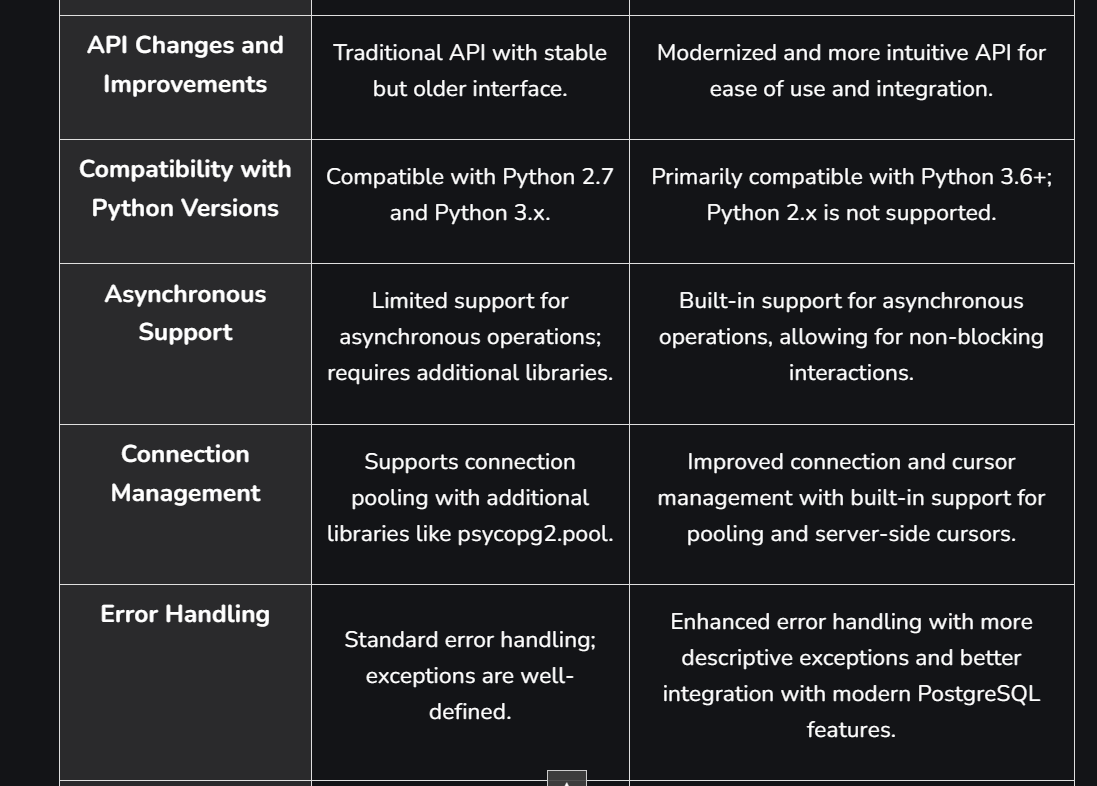 API Changes and
Improvements
Traditional API with stable
but older interface.
Modernized and more intuitive API for
ease of use and integration.
Compatibility with
Python Versions
Compatible with Python 2.7
and Python 3.x.
Primarily compatible with Python 3.6+;
Python 2.x is not supported.
Asynchronous
Support
Limited support for
asynchronous operations;
requires additional libraries.
Built-in support for asynchronous
operations, allowing for non-blocking
interactions.
Connection
Management
Supports connection
pooling with additional
libraries like psycopg2.pool.
Improved connection and cursor
management with built-in support for
pooling and server-side cursors.
Error Handling
Standard error handling;
exceptions are well-
defined.
Enhanced error handling with more
descriptive exceptions and better
integration with modern PostgreSQL
features.